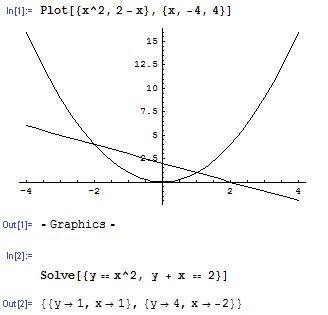 In[1]:= Plot[{x^2, 2 - x}, {x, -4, 4}]
15
12.5
10
7.5
5
2.5
-4 -2 2 4
Out[1]= - Graphics -
In[2]:=
Solve[{y == x^2, y + x == 2}]
Out[2]= {{y → 1, x → 1}, {y → 4, x → -2}}